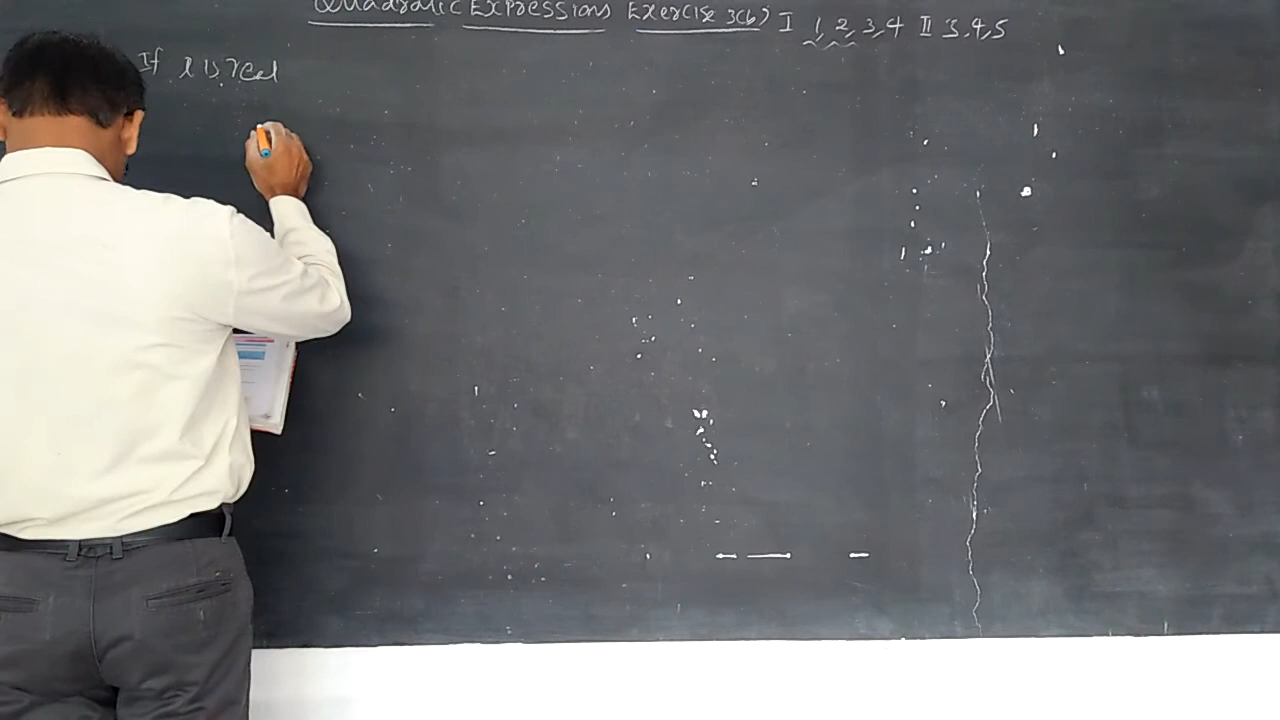 Quadratic Expressions Exercise 3(b) I 1, 2, 3, 4 II 3, 4, 5
If x is real